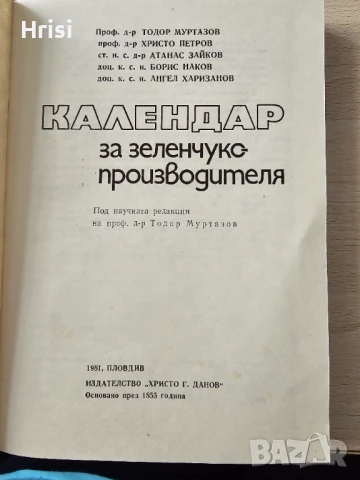 Hrisi
Проф. д-р ТОДОР МУРТАЗОВ
проф. д-р ХРИСТО ПЕТРОВ
ст. н. с. д-р АТАНАС ЗАЙКОВ
доц. к. с. н. БОРИС НАКОВ
доц. к. с. н. АНГЕЛ ХАРИЗАНОВ
КАЛЕНДАР
за зеленчуко-
производителя
Под научната редакция
на проф. д-р Тодор Муртазов
1981, ПЛОВДИВ
ИЗДАТЕЛСТВО „ХРИСТО Г. ДАНОВ“
Основано през 1855 година
BAZAR